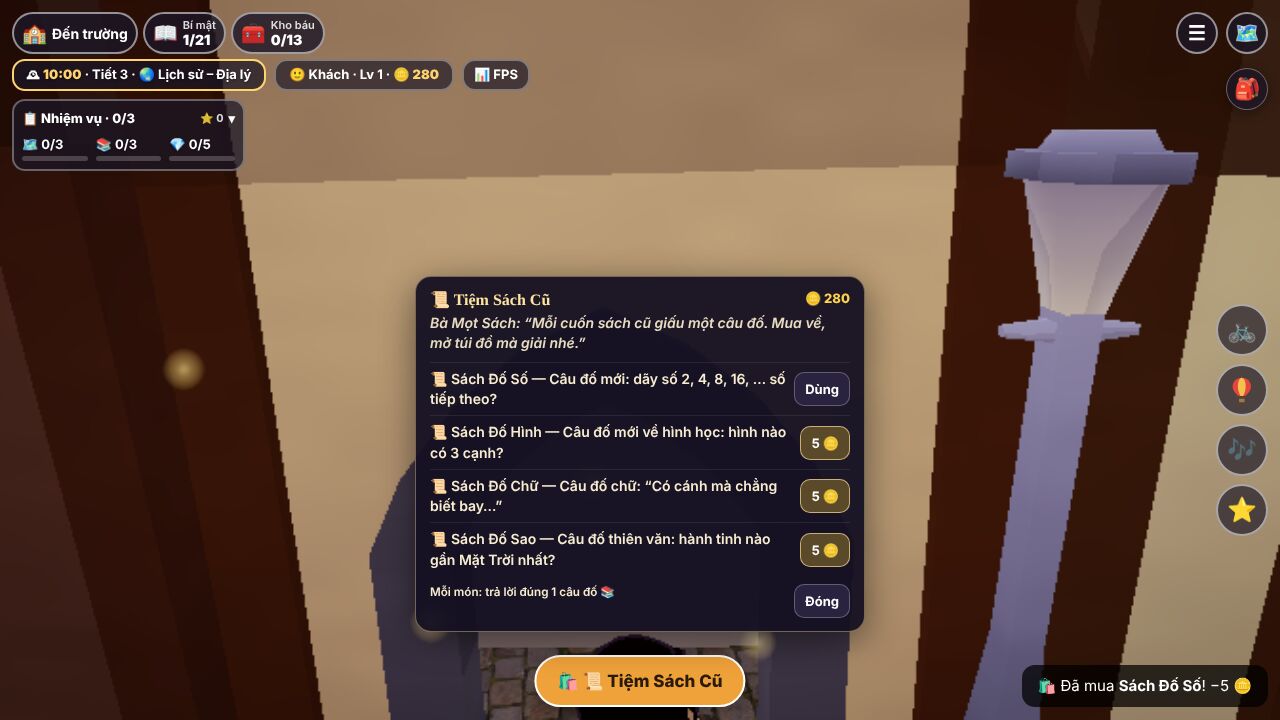 Đến trường
Bí mật
1/21
Kho báu
0/13
10:00 · Tiết 3 · Lịch sử – Địa lý
Khách · Lv 1 · 280
FPS
Nhiệm vụ · 0/3
0
0/3
0/3
0/5
Tiệm Sách Cũ
280
Bà Mọt Sách: “Mỗi cuốn sách cũ giấu một câu đố. Mua về,
mở túi đồ mà giải nhé.”
Sách Đố Số — Câu đố mới: dãy số 2, 4, 8, 16, … số
tiếp theo?
Dùng
Sách Đố Hình — Câu đố mới về hình học: hình nào
có 3 cạnh?
5
Sách Đố Chữ — Câu đố chữ: “Có cánh mà chẳng
biết bay…”
5
Sách Đố Sao — Câu đố thiên văn: hành tinh nào
gần Mặt Trời nhất?
5
Mỗi món: trả lời đúng 1 câu đố
Đóng
Tiệm Sách Cũ
Đã mua Sách Đố Số! −5